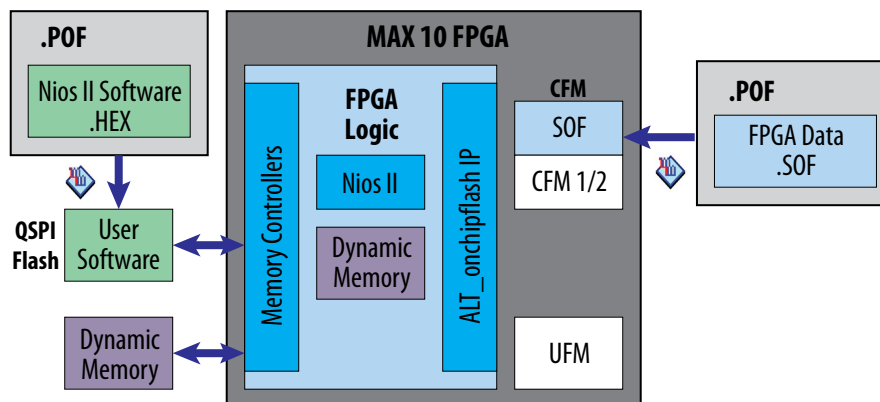 .POF
Nios II Software
.HEX
QSPI
Flash
User
Software
Dynamic
Memory
MAX 10 FPGA
Memory Controllers
FPGA
Logic
Nios II
Dynamic
Memory
ALT_onchipflash IP
CFM
SOF
CFM 1/2
UFM
.POF
FPGA Data
.SOF